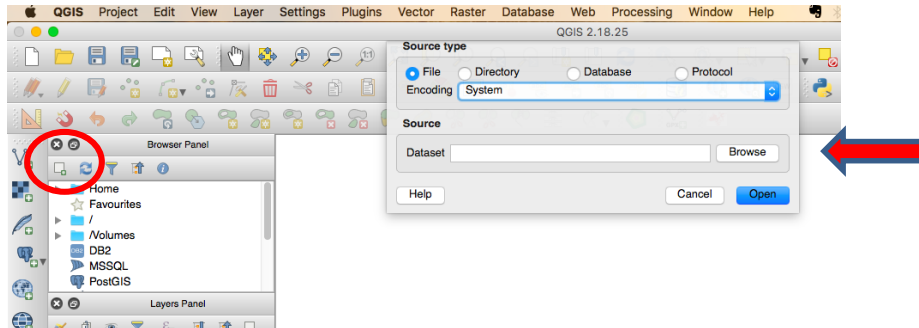 QGIS Project Edit View Layer Settings Plugins Vector Raster Database Web Processing Window Help
QGIS 2.18.25
Source type
File Directory Database Protocol
Encoding System
Source
Dataset Browse
Help Cancel Open
Browser Panel
Home
Favourites
/
/Volumes
DB2
MSSQL
PostGIS
Layers Panel